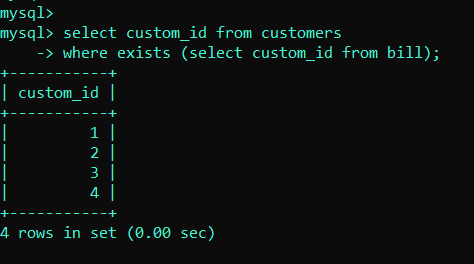 mysql>
mysql> select custom_id from customers
    -> where exists (select custom_id from bill);
+-----------+
| custom_id |
+-----------+
|         1 |
|         2 |
|         3 |
|         4 |
+-----------+
4 rows in set (0.00 sec)